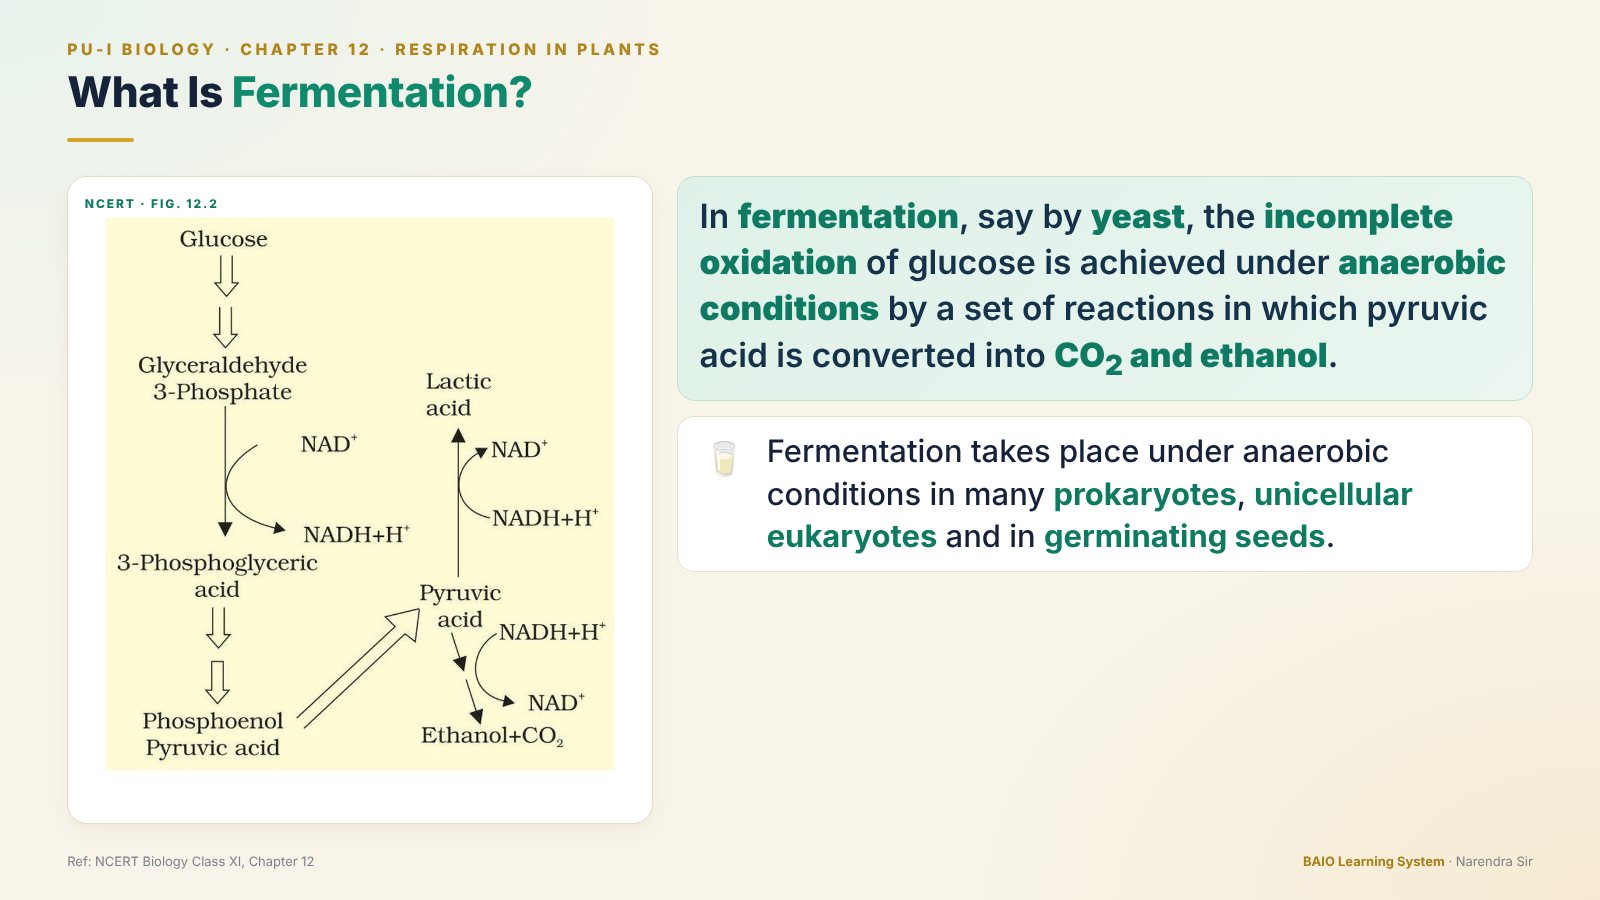 PU-I BIOLOGY · CHAPTER 12 · RESPIRATION IN PLANTS
What Is Fermentation?
NCERT · FIG. 12.2
Glucose
Glyceraldehyde
3-Phosphate
NAD⁺
NADH+H⁺
3-Phosphoglyceric
acid
Phosphoenol
Pyruvic acid
Lactic
acid
NAD⁺
NADH+H⁺
Pyruvic
acid
NADH+H⁺
NAD⁺
Ethanol+CO₂
In fermentation, say by yeast, the incomplete
oxidation of glucose is achieved under anaerobic
conditions by a set of reactions in which pyruvic
acid is converted into CO₂ and ethanol.
Fermentation takes place under anaerobic
conditions in many prokaryotes, unicellular
eukaryotes and in germinating seeds.
Ref: NCERT Biology Class XI, Chapter 12
BAIO Learning System · Narendra Sir